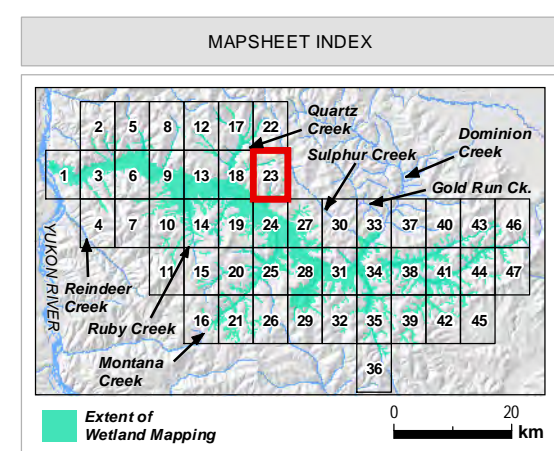 MAPSHEET INDEX
Quartz
Creek
Dominion
Creek
Sulphur Creek
Gold Run Ck.
2 5 8 12 17 22
1 3 6 9 13 18 23
4 7 10 14 19 24 27 30 33 37 40 43 46
11 15 20 25 28 31 34 38 41 44 47
16 21 26 29 32 35 39 42 45
36
YUKON RIVER
Reindeer
Creek
Ruby Creek
Montana
Creek
Extent of
Wetland Mapping
0 20
km